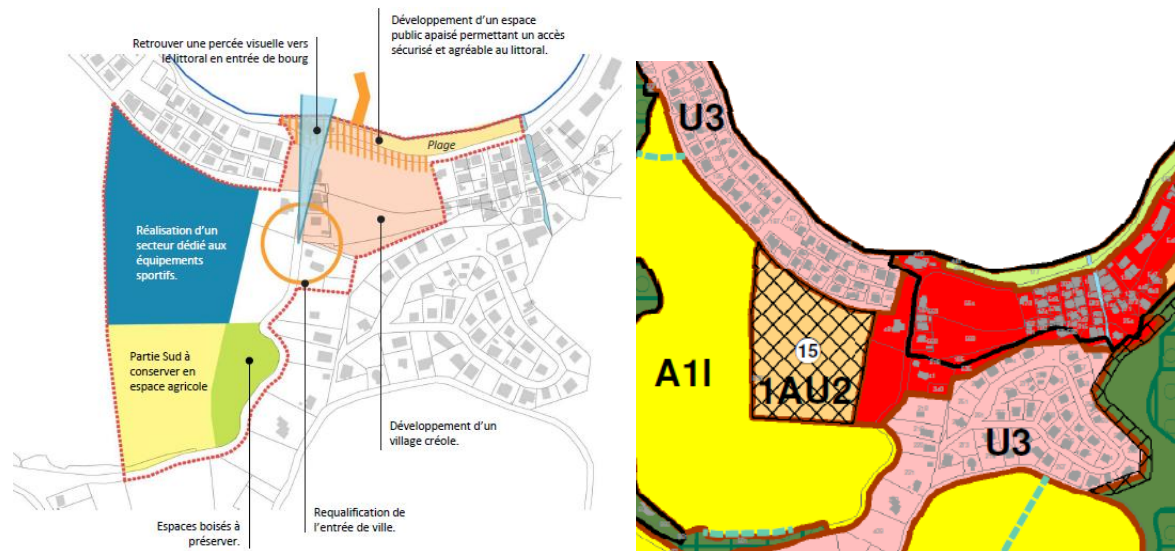 Développement d'un espace
public apaisé permettant un accès
sécurisé et agréable au littoral.
Retrouver une percée visuelle vers
le littoral en entrée de bourg
Plage
Réalisation d'un
secteur dédié aux
équipements
sportifs.
Partie Sud à
conserver en
espace agricole
Développement d'un
village créole.
Requalification de
l'entrée de ville.
Espaces boisés à
préserver.
U3
15
A1l
1AU2
U3